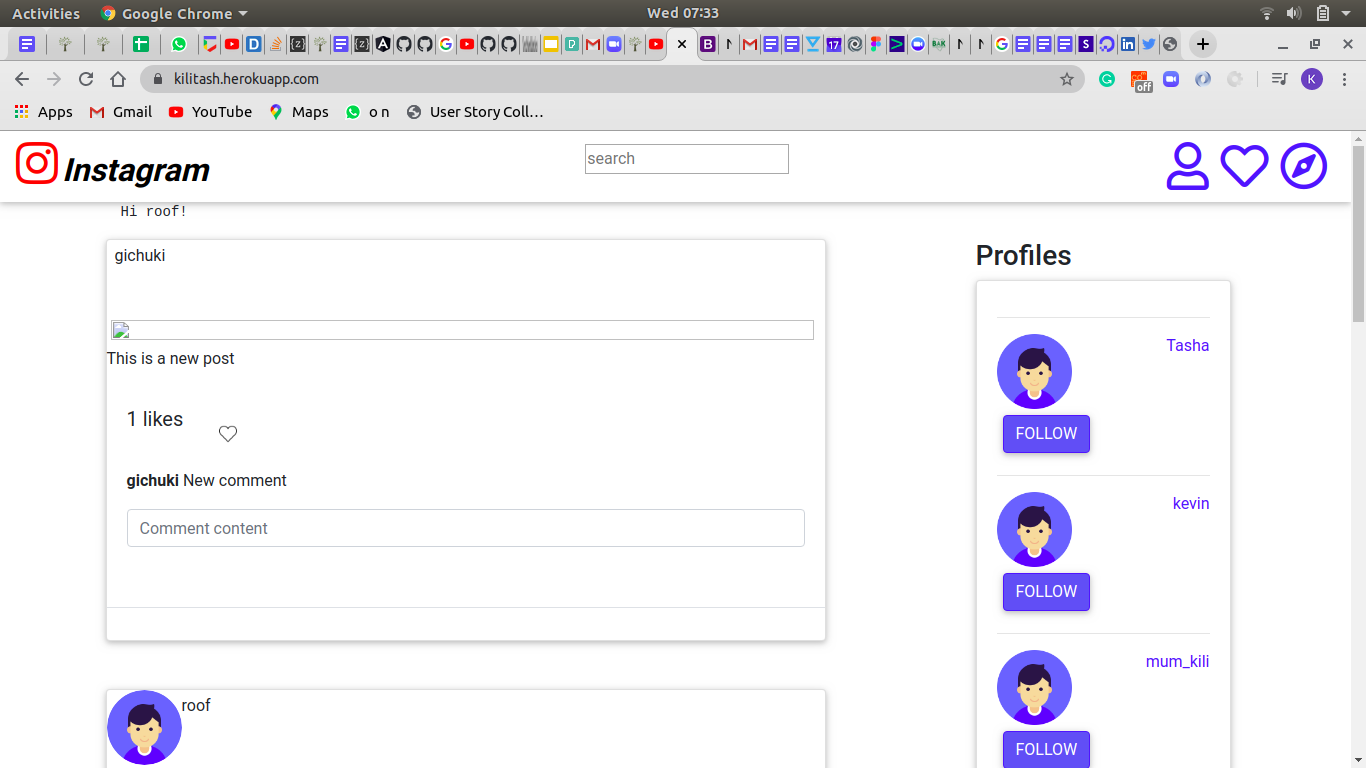 Activities Google Chrome Wed 07:33
kilitash.herokuapp.com off K
Apps Gmail YouTube Maps o n User Story Coll…
Instagram search
Hi roof!
gichuki
This is a new post
1 likes
gichuki New comment
Comment content
roof
Profiles
Tasha
FOLLOW
kevin
FOLLOW
mum_kili
FOLLOW